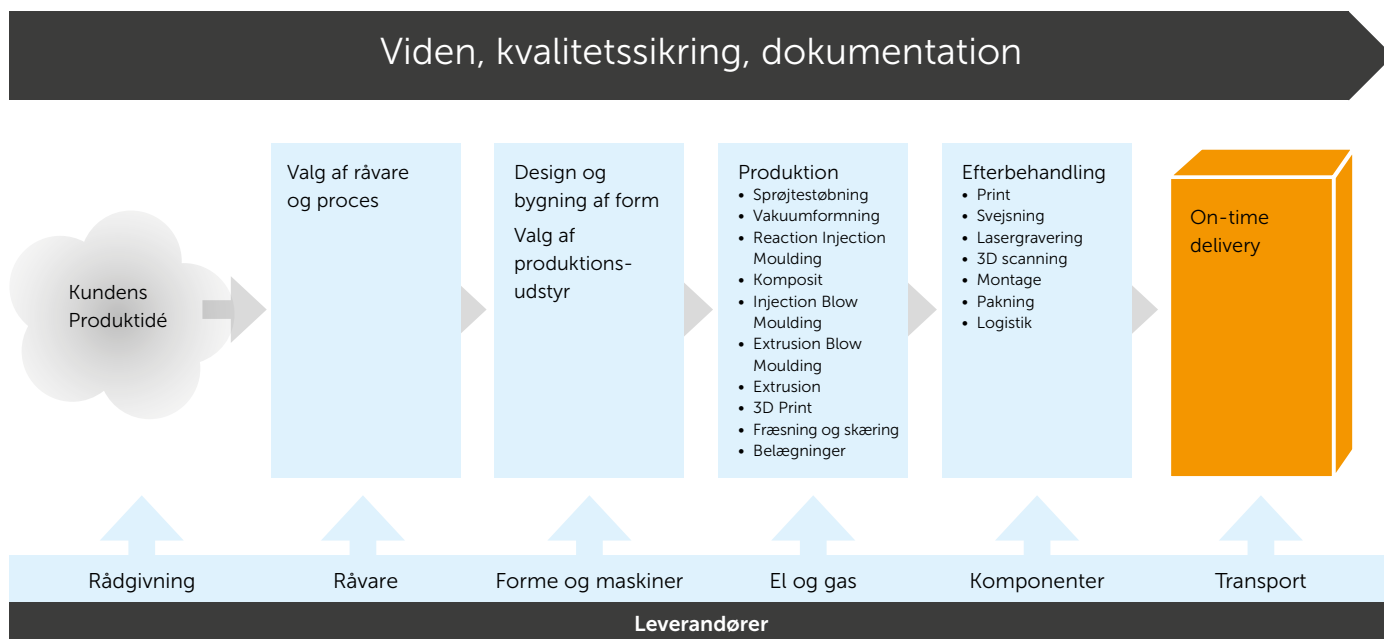 Viden, kvalitetssikring, dokumentation
Kundens
Produktidé
Valg af råvare
og proces
Design og
bygning af form
Valg af
produktions-
udstyr
Produktion
• Sprøjtestøbning
• Vakuumformning
• Reaction Injection
Moulding
• Komposit
• Injection Blow
Moulding
• Extrusion Blow
Moulding
• Extrusion
• 3D Print
• Fræsning og skæring
• Belægninger
Efterbehandling
• Print
• Svejsning
• Lasergravering
• 3D scanning
• Montage
• Pakning
• Logistik
On-time
delivery
Rådgivning
Råvare
Forme og maskiner
El og gas
Komponenter
Transport
Leverandører